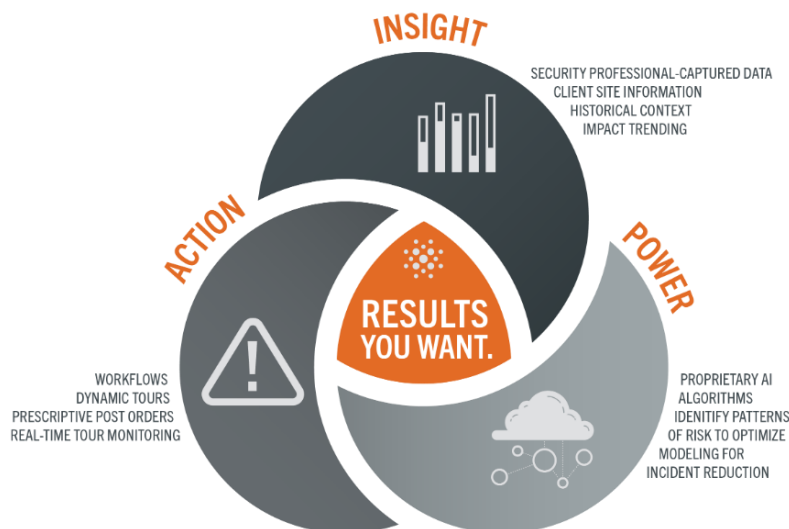 INSIGHT
SECURITY PROFESSIONAL-CAPTURED DATA
CLIENT SITE INFORMATION
HISTORICAL CONTEXT
IMPACT TRENDING
ACTION
POWER
RESULTS
YOU WANT.
WORKFLOWS
DYNAMIC TOURS
PRESCRIPTIVE POST ORDERS
REAL-TIME TOUR MONITORING
PROPRIETARY AI
ALGORITHMS
IDENTIFY PATTERNS
OF RISK TO OPTIMIZE
MODELING FOR
INCIDENT REDUCTION